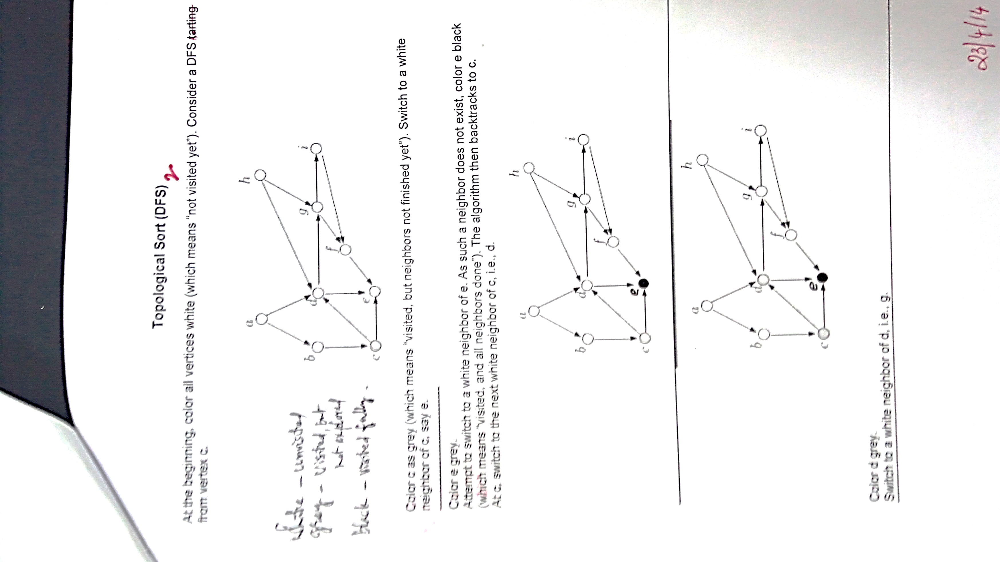 23/4/14
Topological Sort (DFS)
2
At the beginning, color all vertices white (which means “not visited yet”). Consider a DFS starting
from vertex c.
h
a
i
g
d
b
f
e
c
White - unvisited
Gray - Visited, but
not explored
black - visited fully.
Color c as grey (which means “visited, but neighbors not finished yet”). Switch to a white
neighbor of c, say e.
Color e grey.
Attempt to switch to a white neighbor of e. As such a neighbor does not exist, color e black
(which means “visited, and all neighbors done”). The algorithm then backtracks to c.
At c, switch to the next white neighbor of c, i.e., d.
h
a
i
g
d
b
f
e
c
h
a
i
g
d
b
f
e
c
Color d grey.
Switch to a white neighbor of d, i.e., g.